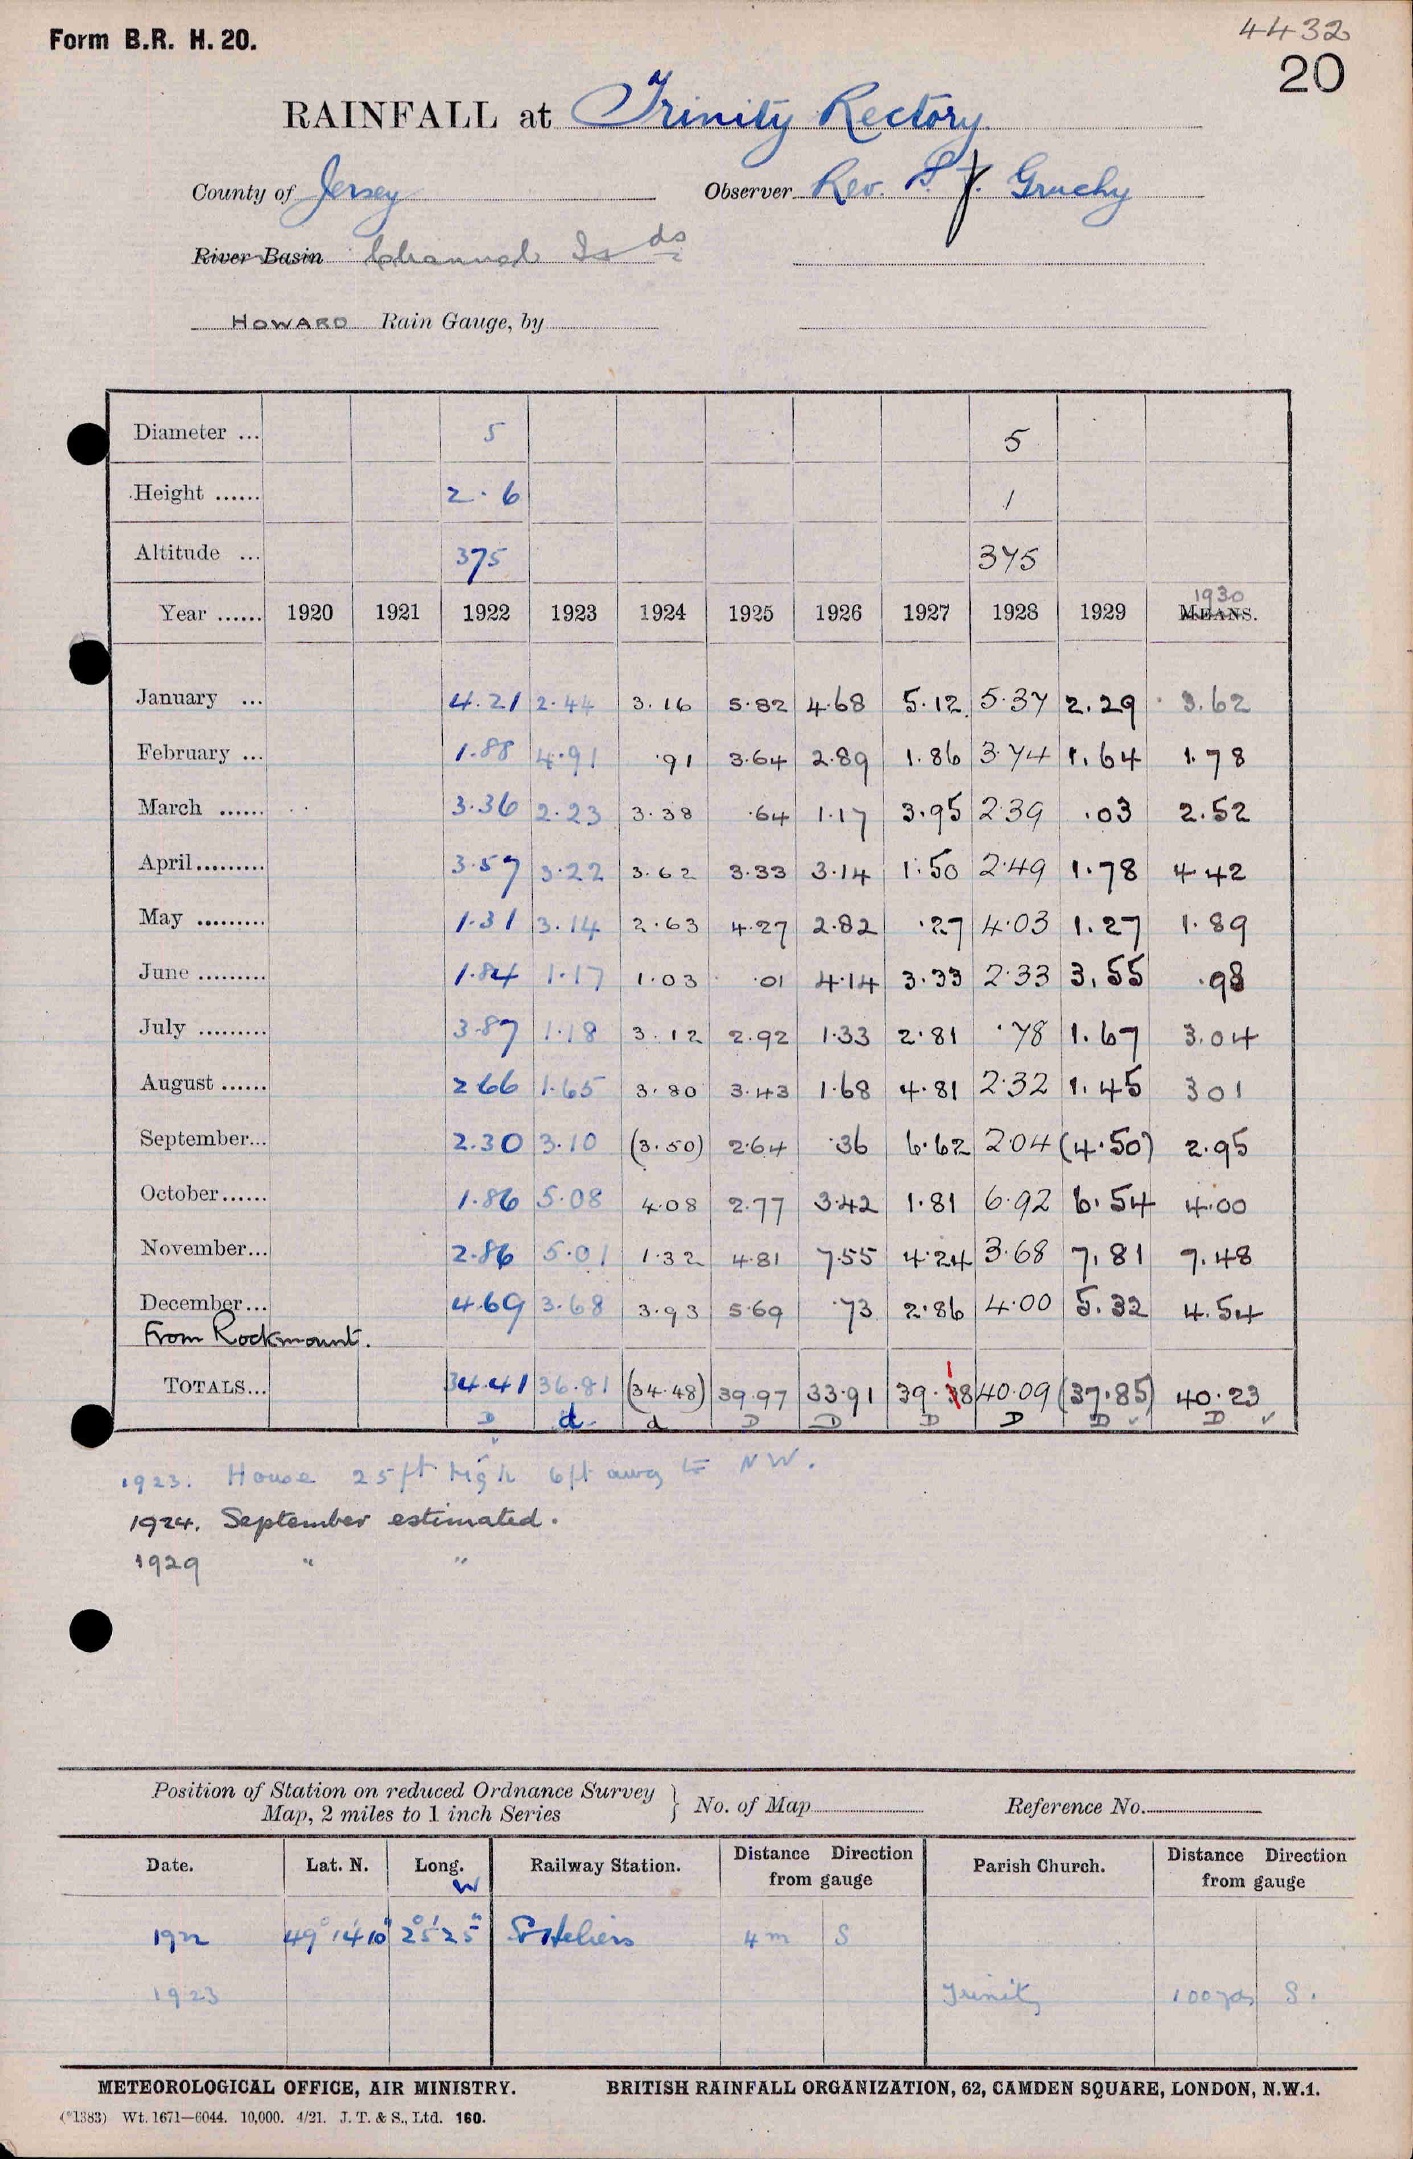 Form B.R. H. 20.
4432
20
RAINFALL at Trinity Rectory
County of Jersey Observer Rev. Gruchy
River Basin Channel Is ds
HOWARD Rain Gauge, by
Diameter ... 5 5
Height ...... 2.6 1
Altitude ... 375 375
1930
Year ...... 1920 1921 1922 1923 1924 1925 1926 1927 1928 1929 MEANS.
January ... 4.21 2.44 3.16 5.82 4.68 5.12 5.37 2.29 3.62
February ... 1.88 4.91 .91 3.64 2.89 1.86 3.74 1.64 1.78
March ...... 3.36 2.23 3.38 .64 1.17 3.95 2.39 .03 2.52
April......... 3.57 3.22 3.62 3.33 3.14 1.50 2.49 1.78 4.42
May ......... 1.31 3.14 2.63 4.27 2.82 .27 4.03 1.27 1.89
June ......... 1.84 1.17 1.03 .01 4.14 3.33 2.33 3.55 .98
July ......... 3.87 1.18 3.12 2.92 1.33 2.81 .78 1.67 3.04
August ...... 2.66 1.65 3.80 3.43 1.68 4.81 2.32 1.45 3 01
September... 2.30 3.10 (3.50) 2.64 .36 6.62 2.04 (4.50) 2.95
October...... 1.86 5.08 4.08 2.77 3.42 1.81 6.92 6.54 4.00
November... 2.86 5.01 1.32 4.81 7.55 4.24 3.68 7.81 7.48
December... 4.69 3.68 3.93 5.69 .73 2.86 4.00 5.32 4.54
From Rockmount.
TOTALS... 34.41 36.81 (34.48) 39.97 33.91 39.38 40.09 (37.85) 40.23
D d d D D D D D ✓ D ✓
1923. House 25ft high 6ft away to NW.
1924. September estimated.
1929 " "
Position of Station on reduced Ordnance Survey
Map, 2 miles to 1 inch Series } No. of Map Reference No.
Date. Lat. N. Long. W Railway Station. Distance Direction from gauge Parish Church. Distance Direction from gauge
1922 49° 14' 10" 2° 5' 25" St Heliers 4 m S
1923 Trinity 100 yds S.
METEOROLOGICAL OFFICE, AIR MINISTRY. BRITISH RAINFALL ORGANIZATION, 62, CAMDEN SQUARE, LONDON, N.W.1.
(*1383) Wt. 1671—6044. 10,000. 4/21. J. T. & S., Ltd. 160.